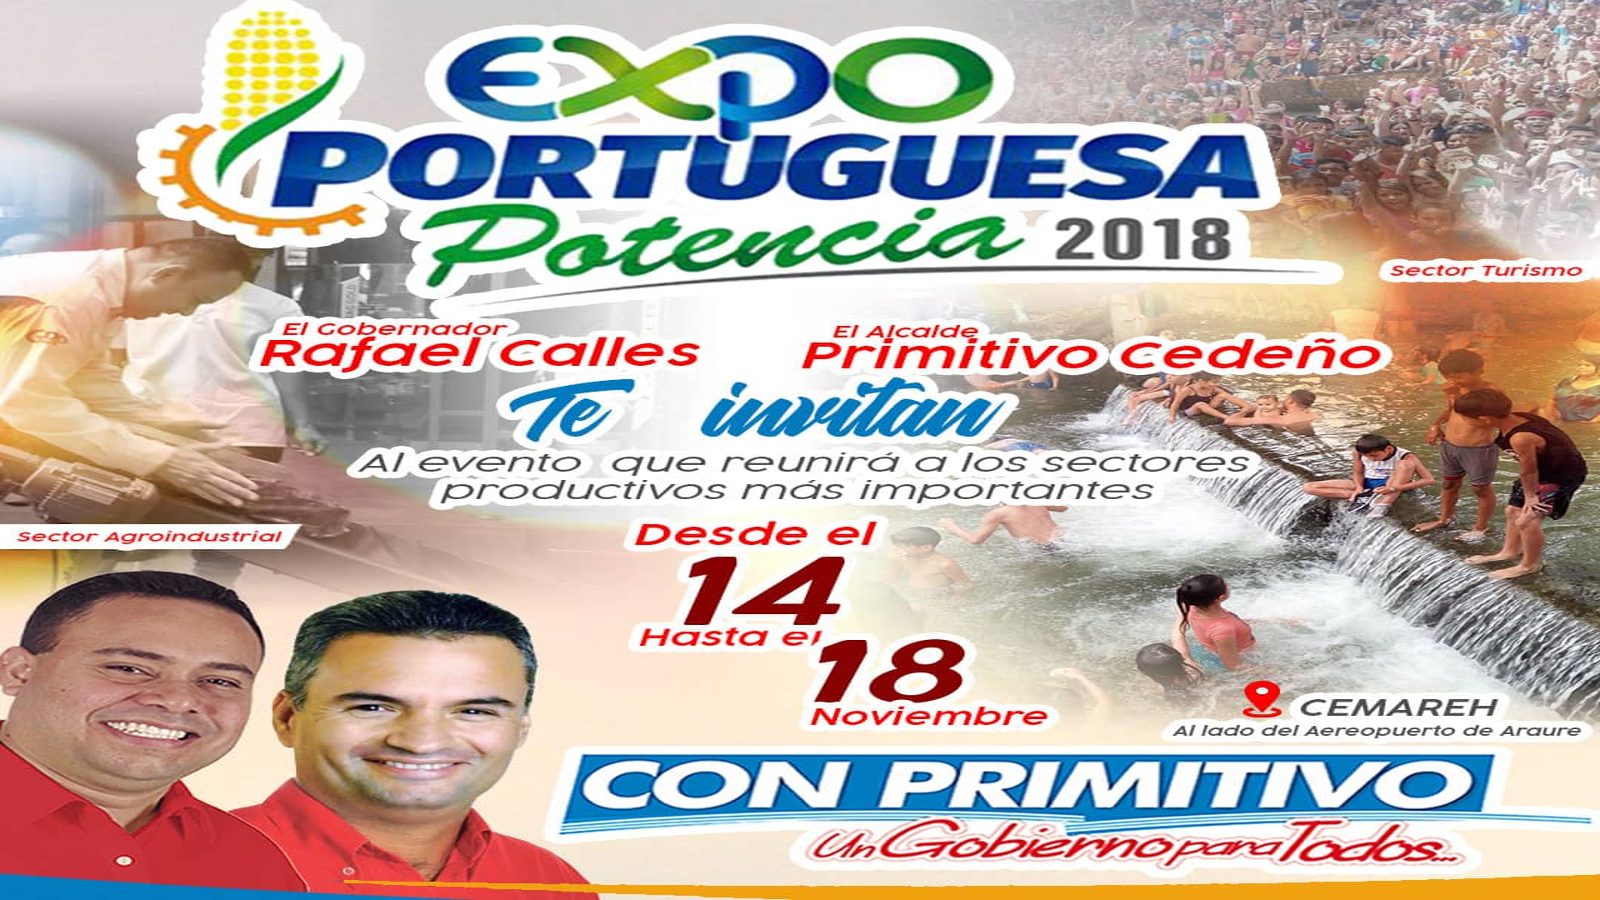 EXPO
PORTUGUESA
Potencia 2018
Sector Turismo
El Gobernador
Rafael Calles
El Alcalde
Primitivo Cedeño
Te invitan
Al evento que reunirá a los sectores
productivos más importantes
Sector Agroindustrial
Desde el
14
Hasta el
18
Noviembre
CEMAREH
Al lado del Aereopuerto de Araure
CON PRIMITIVO
Un Gobierno para Todos...